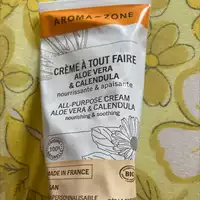 AROMA-ZONE
CRÈME À TOUT FAIRE
ALOE VERA
& CALENDULA
nourrissante & apaisante
ALL-PURPOSE CREAM
ALOE VERA & CALENDULA
nourishing & soothing
100%
MADE IN FRANCE
BIO